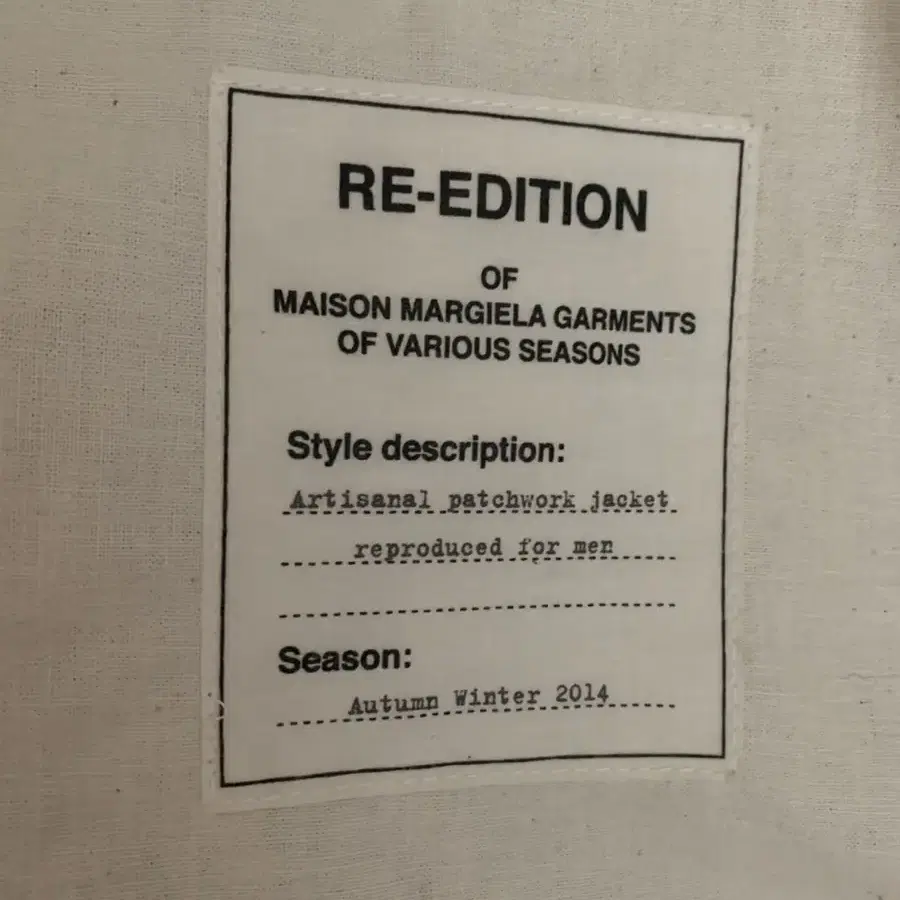 RE-EDITION
OF
MAISON MARGIELA GARMENTS
OF VARIOUS SEASONS
Style description:
Artisanal patchwork jacket
reproduced for men
Season:
Autumn Winter 2014